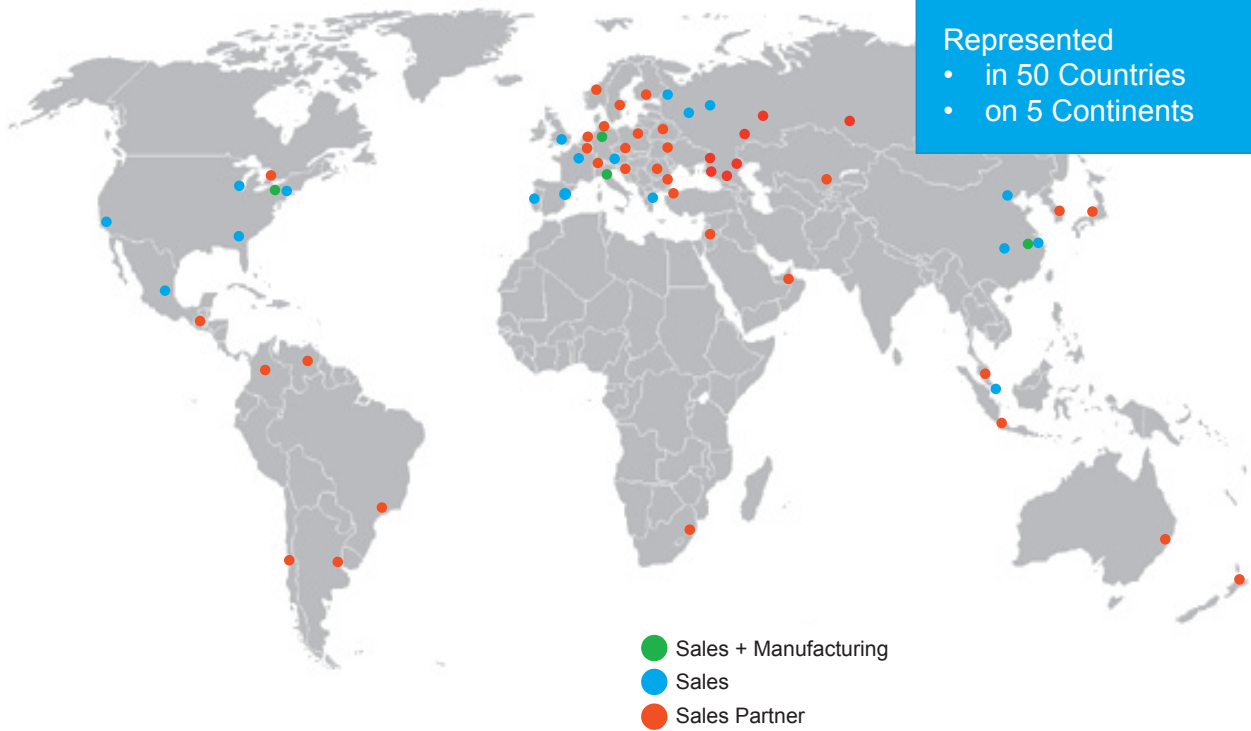 Represented
• in 50 Countries
• on 5 Continents
Sales + Manufacturing
Sales
Sales Partner